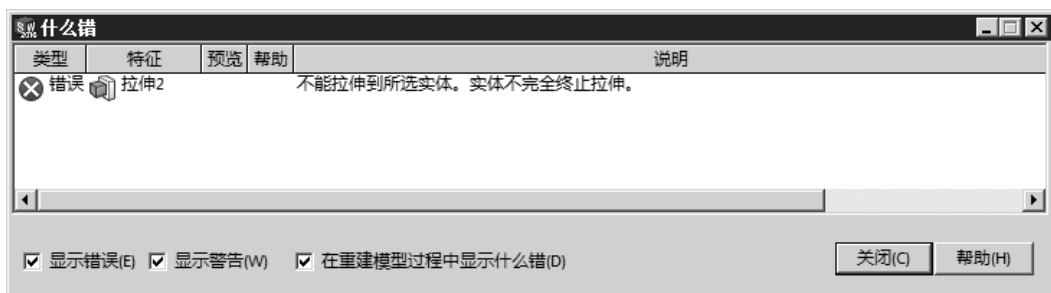 什么错
类型 特征 预览 帮助 说明
错误 拉伸2 不能拉伸到所选实体。实体不完全终止拉伸。
显示错误(E) 显示警告(W) 在重建模型过程中显示什么错(D) 关闭(C) 帮助(H)